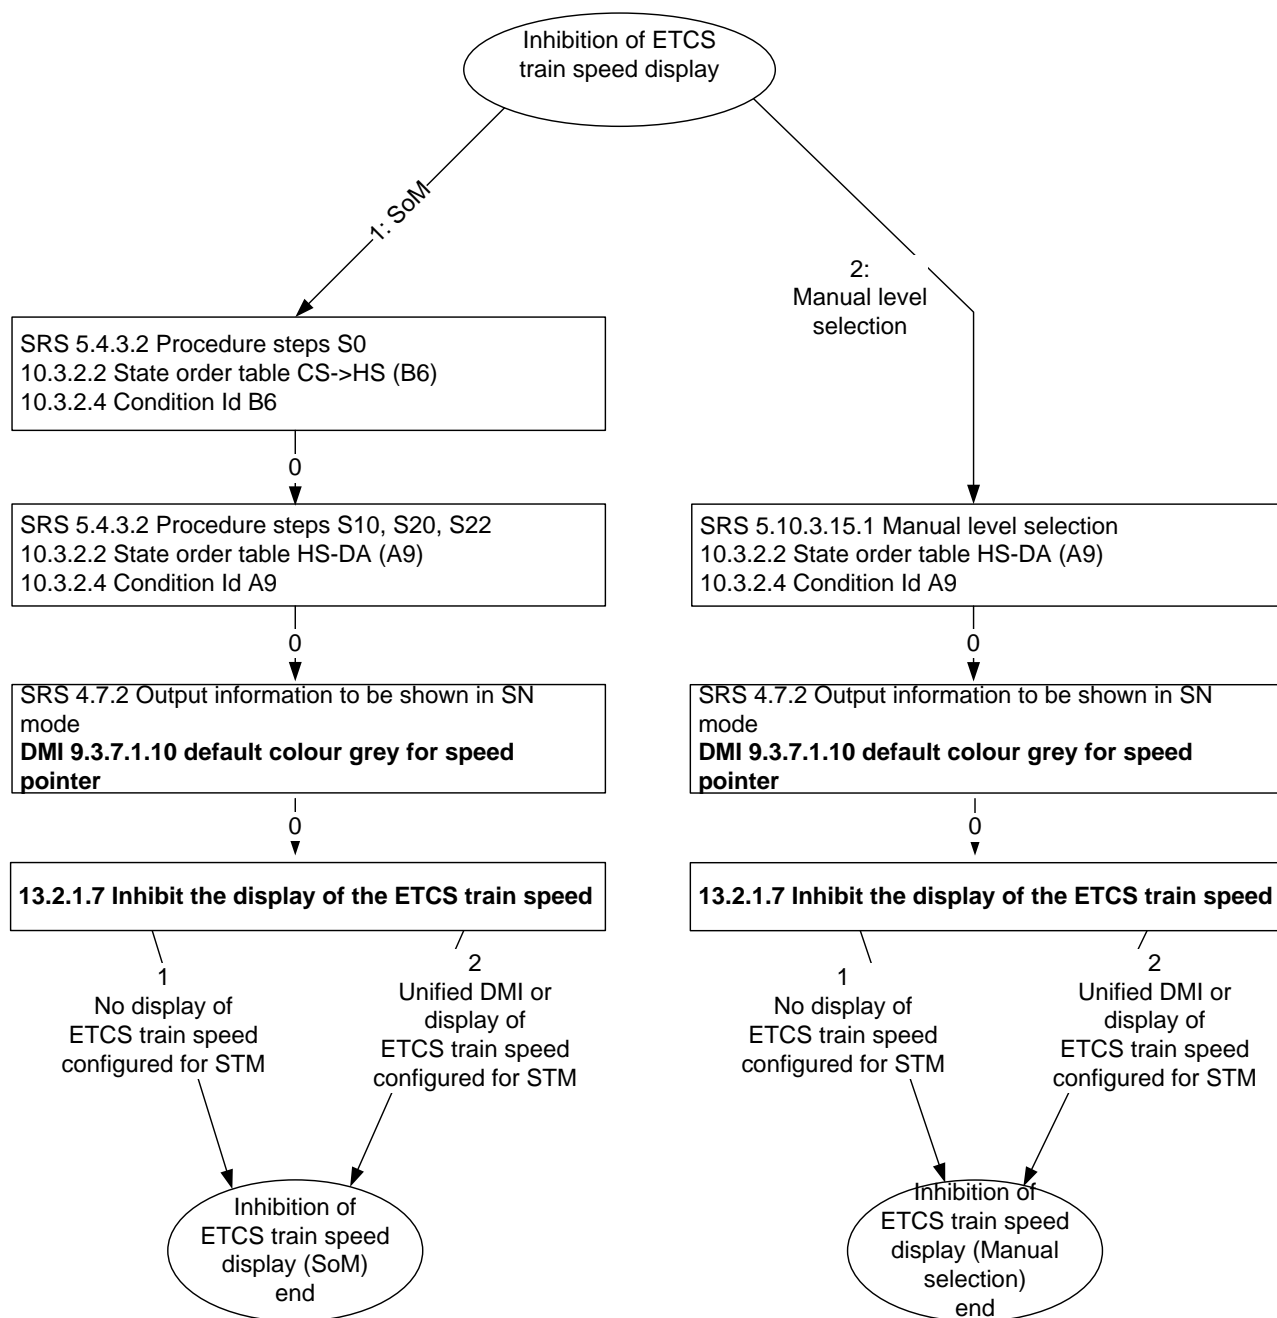 Inhibition of ETCS
train speed display
1: SoM
2:
Manual level
selection
SRS 5.4.3.2 Procedure steps S0
10.3.2.2 State order table CS->HS (B6)
10.3.2.4 Condition Id B6
0
SRS 5.4.3.2 Procedure steps S10, S20, S22
10.3.2.2 State order table HS-DA (A9)
10.3.2.4 Condition Id A9
0
SRS 4.7.2 Output information to be shown in SN
mode
DMI 9.3.7.1.10 default colour grey for speed
pointer
0
13.2.1.7 Inhibit the display of the ETCS train speed
1
No display of
ETCS train speed
configured for STM
2
Unified DMI or
display of
ETCS train speed
configured for STM
Inhibition of
ETCS train speed
display (SoM)
end
SRS 5.10.3.15.1 Manual level selection
10.3.2.2 State order table HS-DA (A9)
10.3.2.4 Condition Id A9
0
SRS 4.7.2 Output information to be shown in SN
mode
DMI 9.3.7.1.10 default colour grey for speed
pointer
0
13.2.1.7 Inhibit the display of the ETCS train speed
1
No display of
ETCS train speed
configured for STM
2
Unified DMI or
display of
ETCS train speed
configured for STM
Inhibition of
ETCS train speed
display (Manual
selection)
end